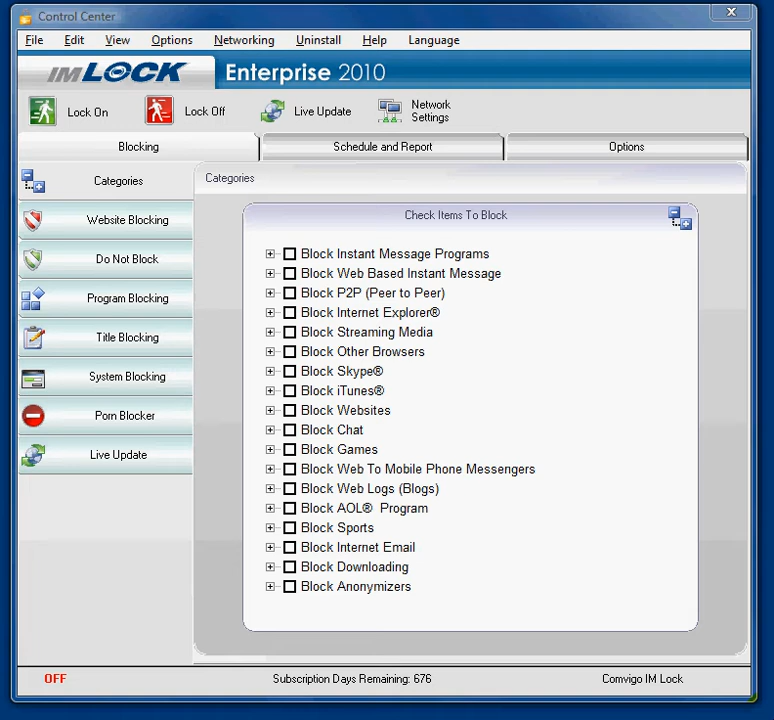 Control Center
File Edit View Options Networking Uninstall Help Language
IM LOCK Enterprise 2010
Lock On Lock Off Live Update Network Settings
Blocking Schedule and Report Options
Categories
Website Blocking
Do Not Block
Program Blocking
Title Blocking
System Blocking
Porn Blocker
Live Update
Categories
Check Items To Block
Block Instant Message Programs
Block Web Based Instant Message
Block P2P (Peer to Peer)
Block Internet Explorer®
Block Streaming Media
Block Other Browsers
Block Skype®
Block iTunes®
Block Websites
Block Chat
Block Games
Block Web To Mobile Phone Messengers
Block Web Logs (Blogs)
Block AOL® Program
Block Sports
Block Internet Email
Block Downloading
Block Anonymizers
OFF Subscription Days Remaining: 676 Comvigo IM Lock